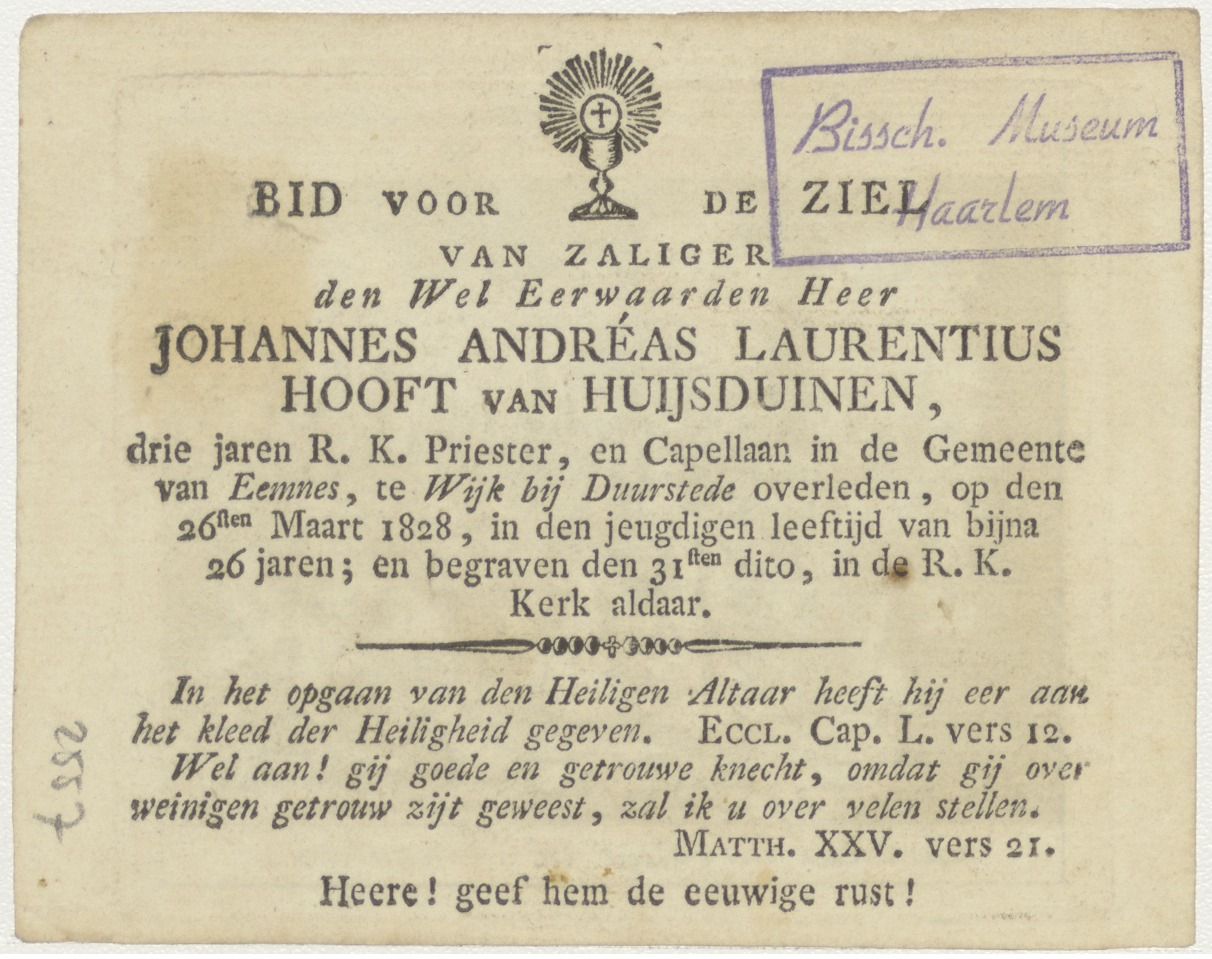 Bissch. Museum
Haarlem
BID VOOR DE ZIEL
VAN ZALIGER
den Wel Eerwaarden Heer
JOHANNES ANDRÉAS LAURENTIUS
HOOFT VAN HUIJSDUINEN,
drie jaren R. K. Priester, en Capellaan in de Gemeente
van Eemnes, te Wijk bij Duurstede overleden, op den
26sten Maart 1828, in den jeugdigen leeftijd van bijna
26 jaren; en begraven den 31sten dito, in de R. K.
Kerk aldaar.
In het opgaan van den Heiligen Altaar heeft hij eer aan
het kleed der Heiligheid gegeven. ECCL. Cap. L. vers 12.
Wel aan! gij goede en getrouwe knecht, omdat gij over
weinigen getrouw zijt geweest, zal ik u over velen stellen.
MATTH. XXV. vers 21.
Heere! geef hem de eeuwige rust!